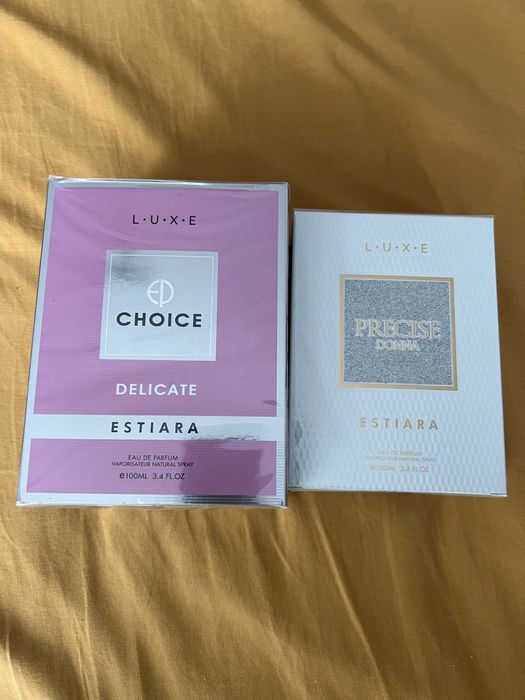 L·U·X·E
EP
CHOICE
DELICATE
ESTIARA
EAU DE PARFUM
VAPORISATEUR NATURAL SPRAY
℮100ML 3.4 FL.OZ
L·U·X·E
PRECISE
DONNA
ESTIARA
EAU DE PARFUM
VAPORISATEUR NATURAL SPRAY
℮100ML 3.4 FL.OZ